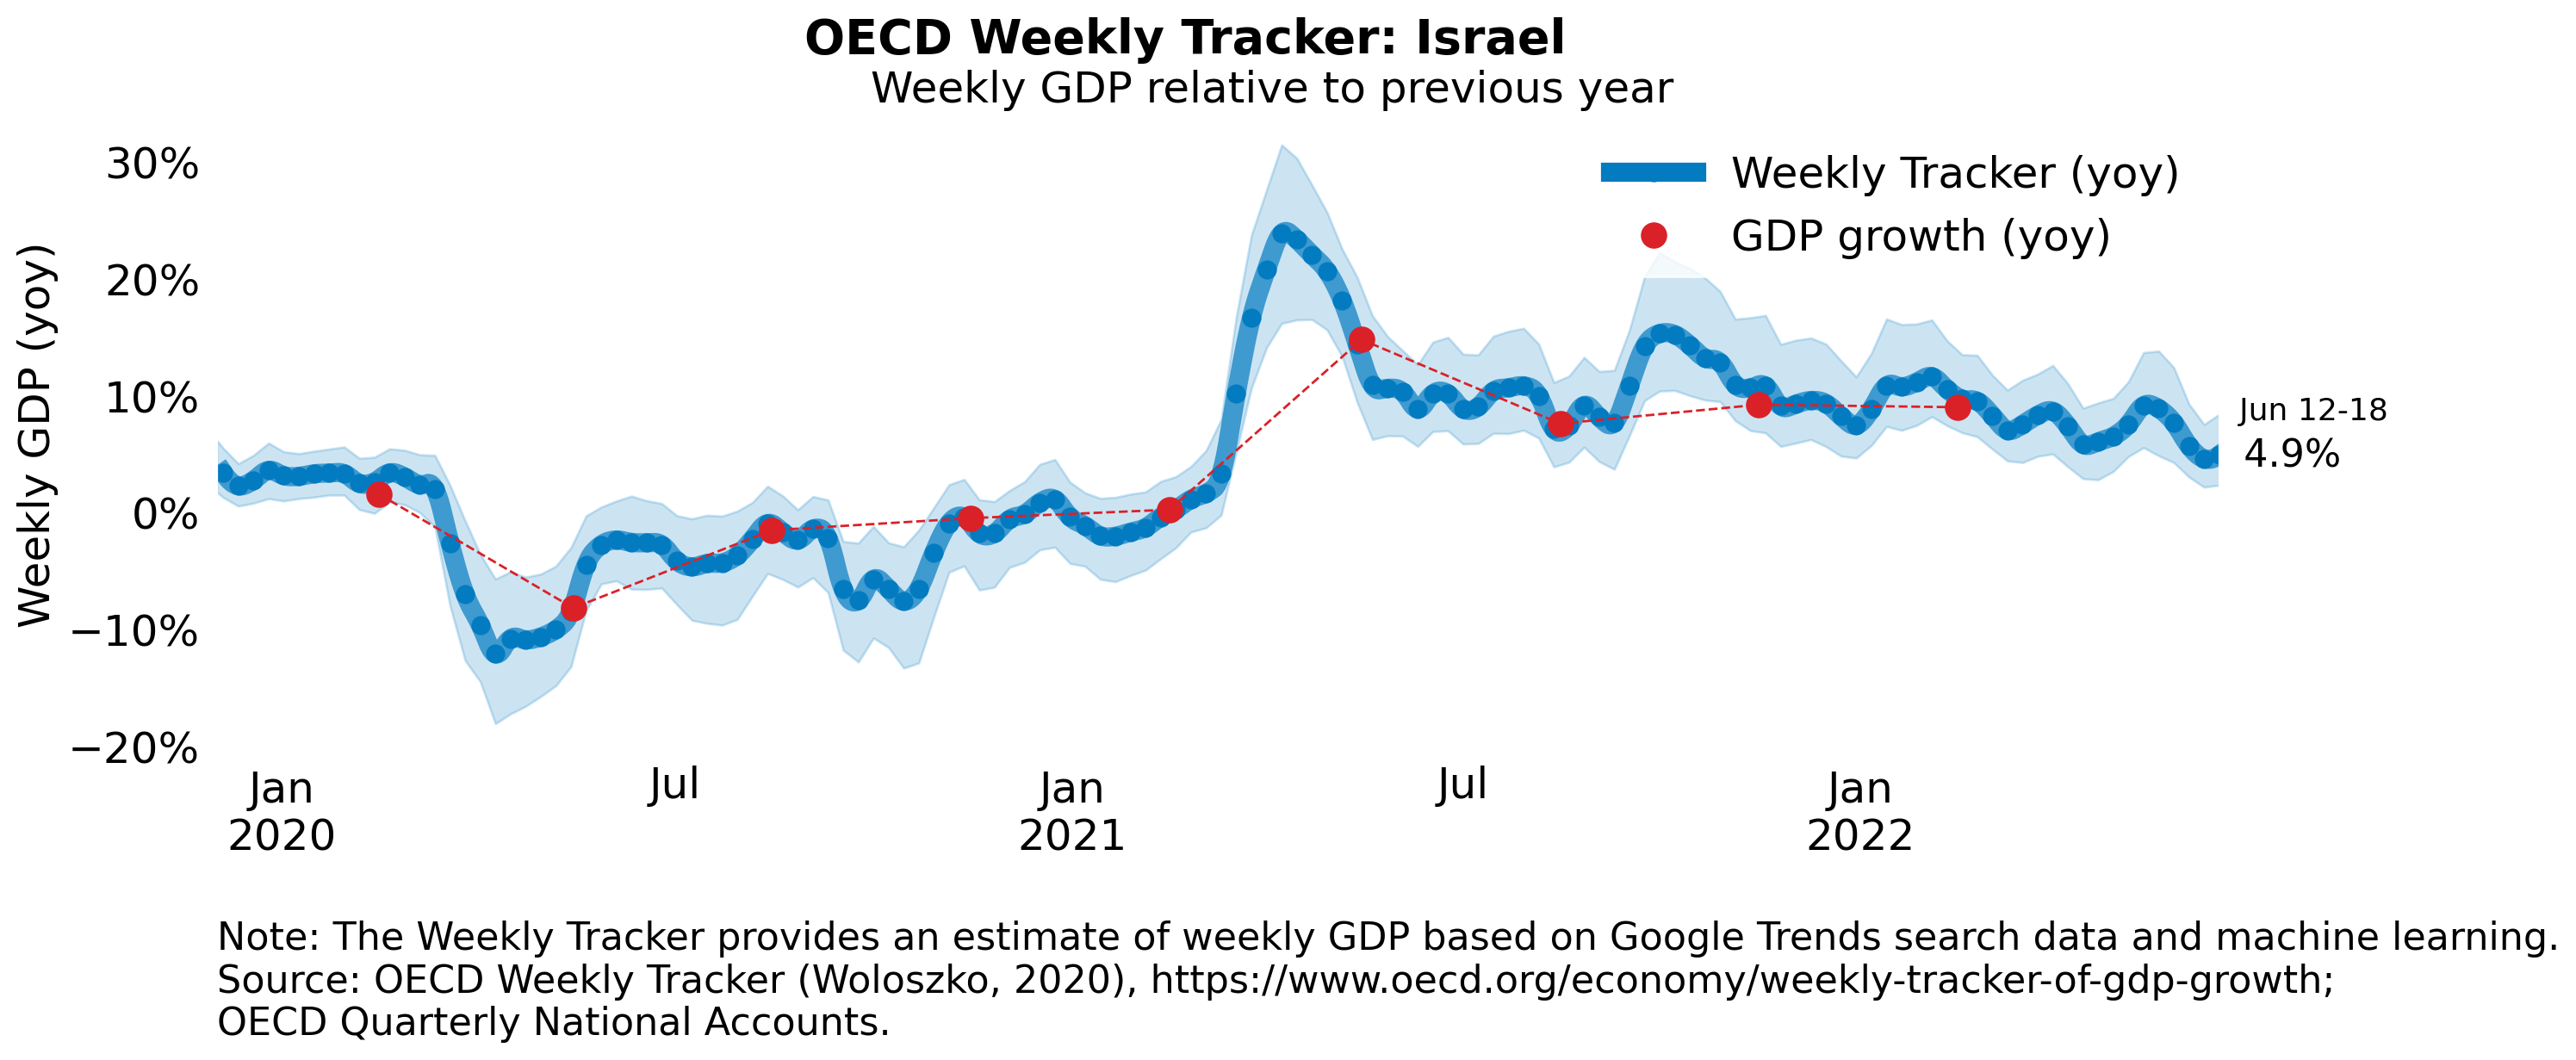 OECD Weekly Tracker: Israel
Weekly GDP relative to previous year
Weekly GDP (yoy)
30%
20%
10%
0%
−10%
−20%
Weekly Tracker (yoy)
GDP growth (yoy)
Jun 12-18
4.9%
Jan
2020
Jul
Jan
2021
Jul
Jan
2022
Note: The Weekly Tracker provides an estimate of weekly GDP based on Google Trends search data and machine learning.
Source: OECD Weekly Tracker (Woloszko, 2020), https://www.oecd.org/economy/weekly-tracker-of-gdp-growth;
OECD Quarterly National Accounts.